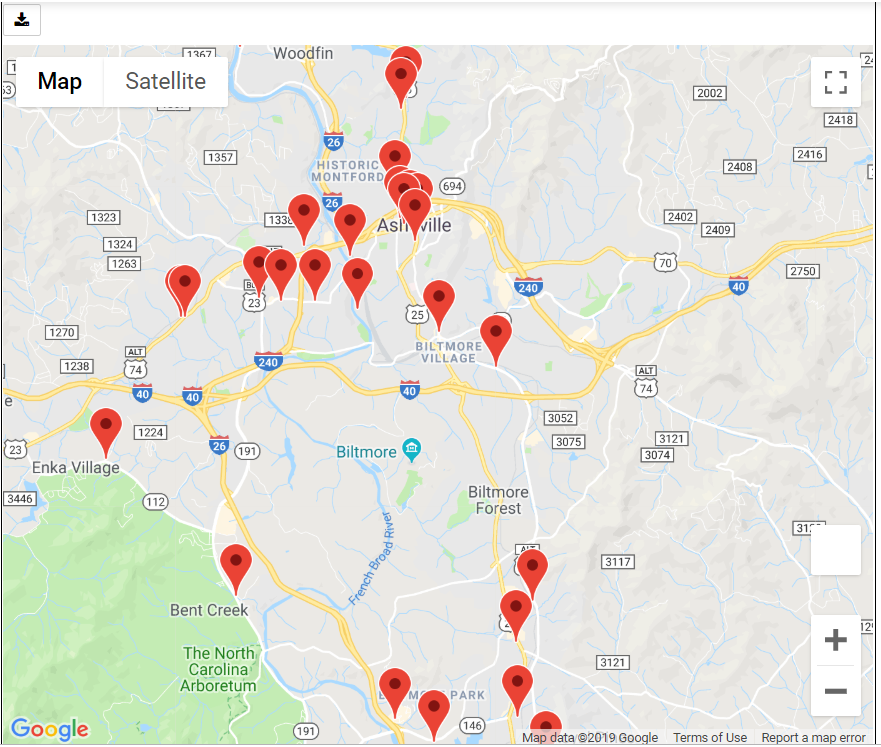 Woodfin
1367
Map
Satellite
2002
2418
26
1357
HISTORIC
MONTFORD
2416
2408
694
26
1323
1338
2402
Asheville
2409
1324
1263
70
2750
240
40
23
25
1270
BILTMORE
VILLAGE
ALT
74
1238
240
ALT
74
40
40
40
e
3052
1224
3121
3075
23
26
191
Biltmore
3074
Enka Village
3446
112
Biltmore
Forest
French Broad River
ALT
3117
Bent Creek
The North
Carolina
Arboretum
3121
PARK
146
191
Google
Map data ©2019 Google
Terms of Use
Report a map error